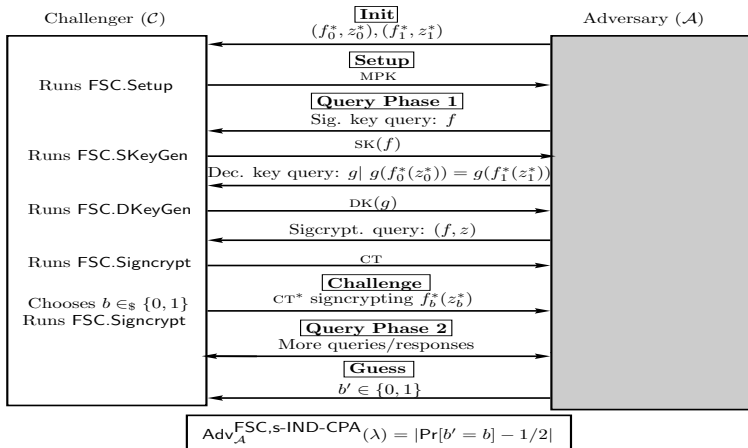 Challenger (𝒞)
Adversary (𝒜)
Init
(f₀*, z₀*), (f₁*, z₁*)
Setup
MPK
Runs FSC.Setup
Query Phase 1
Sig. key query: f
SK(f)
Runs FSC.SKeyGen
Dec. key query: g| g(f₀*(z₀*)) = g(f₁*(z₁*))
DK(g)
Runs FSC.DKeyGen
Sigcrypt. query: (f, z)
CT
Runs FSC.Signcrypt
Challenge
Chooses b ∈$ {0, 1}
CT* signcrypting f_b*(z_b*)
Runs FSC.Signcrypt
Query Phase 2
More queries/responses
Guess
b′ ∈ {0, 1}
Adv_𝒜^FSC,s-IND-CPA(λ) = |Pr[b′ = b] − 1/2|